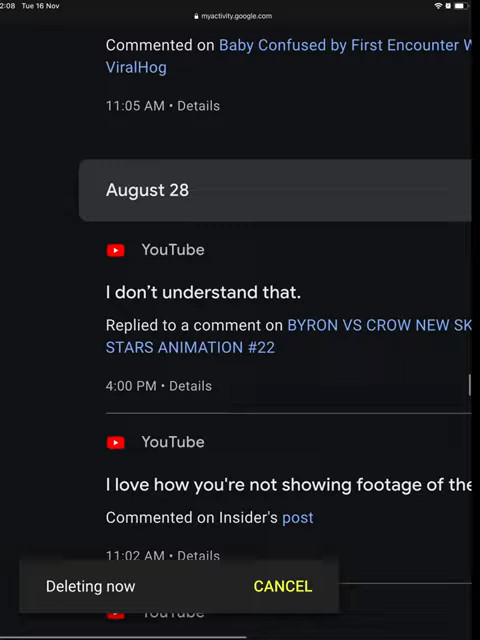 2:08 Tue 16 Nov
myactivity.google.com
Commented on Baby Confused by First Encounter
ViralHog
11:05 AM • Details
August 28
YouTube
I don’t understand that.
Replied to a comment on BYRON VS CROW NEW SK
STARS ANIMATION #22
4:00 PM • Details
YouTube
I love how you're not showing footage of the
Commented on Insider's post
11:02 AM • Details
Deleting now CANCEL
YouTube